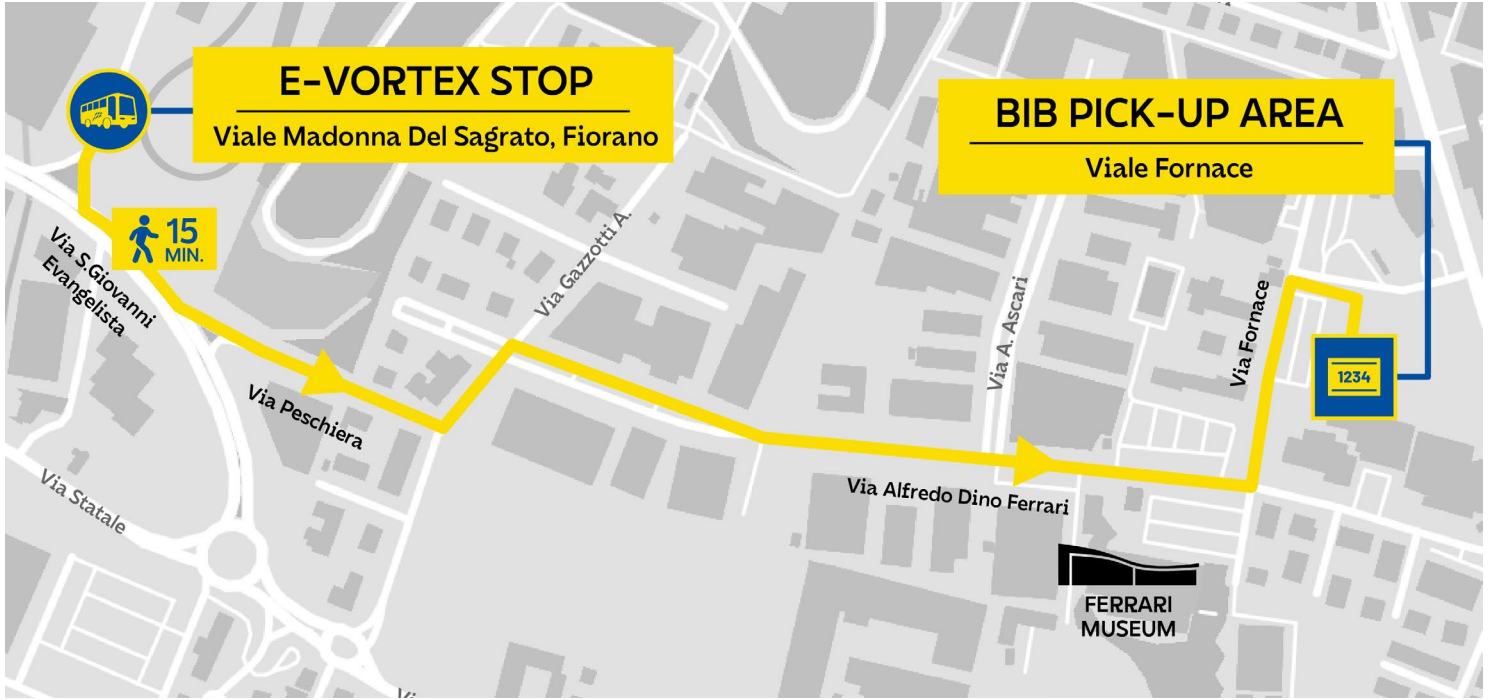 E-VORTEX STOP
Viale Madonna Del Sagrato, Fiorano
BIB PICK-UP AREA
Viale Fornace
15
MIN.
Via S.Giovanni
Evangelista
Via Gazzotti A.
Via A. Ascari
Via Fornace
1234
Via Peschiera
Via Statale
Via Alfredo Dino Ferrari
FERRARI
MUSEUM